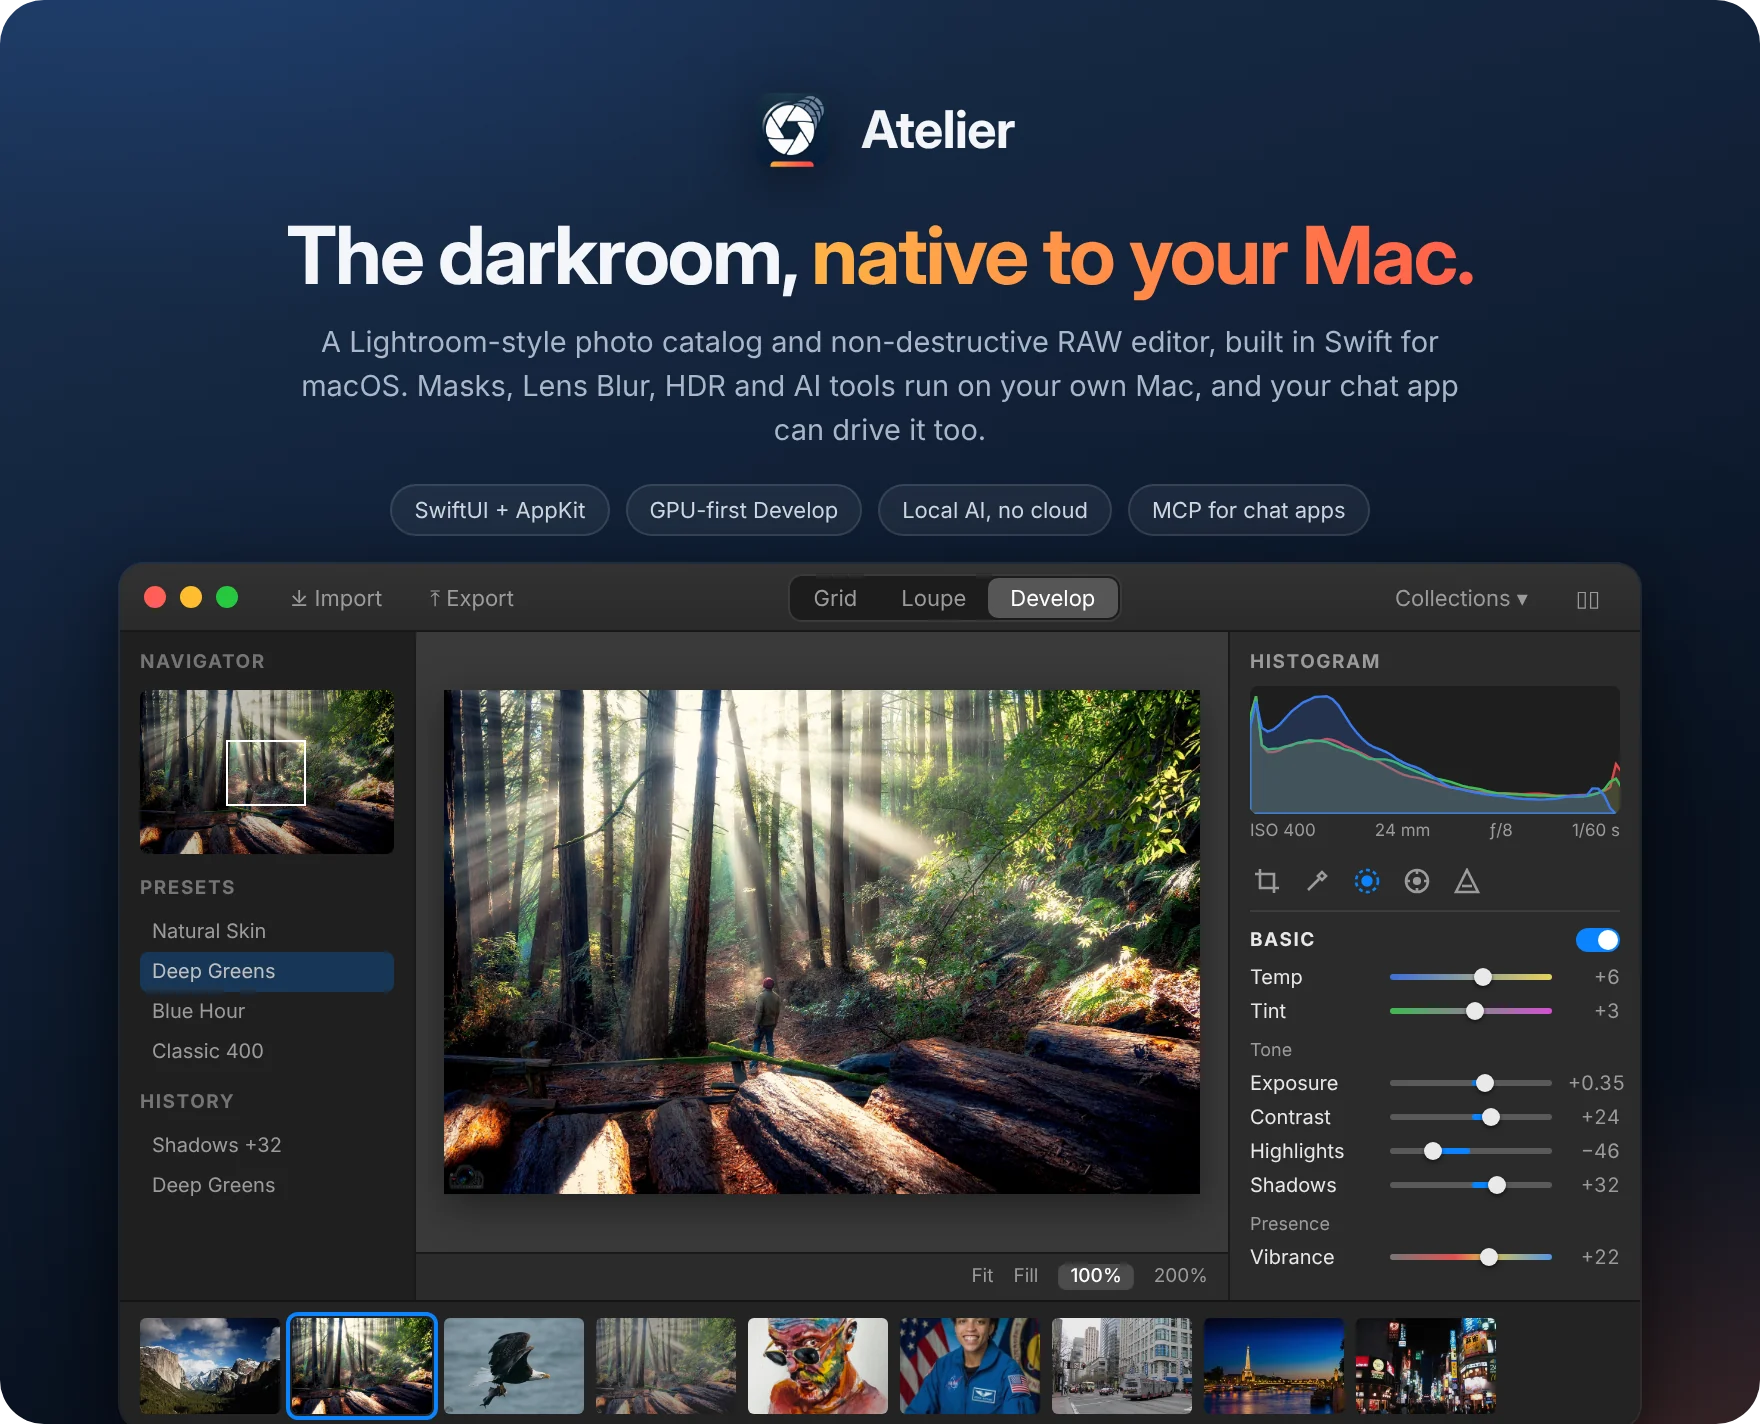 Atelier
The darkroom, native to your Mac.
A Lightroom-style photo catalog and non-destructive RAW editor, built in Swift for
macOS. Masks, Lens Blur, HDR and AI tools run on your own Mac, and your chat app
can drive it too.
SwiftUI + AppKit GPU-first Develop Local AI, no cloud MCP for chat apps
Import Export Grid Loupe Develop Collections ▾
NAVIGATOR
PRESETS
Natural Skin
Deep Greens
Blue Hour
Classic 400
HISTORY
Shadows +32
Deep Greens
Fit Fill 100% 200%
HISTOGRAM
ISO 400 24 mm ƒ/8 1/60 s
BASIC
Temp +6
Tint +3
Tone
Exposure +0.35
Contrast +24
Highlights −46
Shadows +32
Presence
Vibrance +22